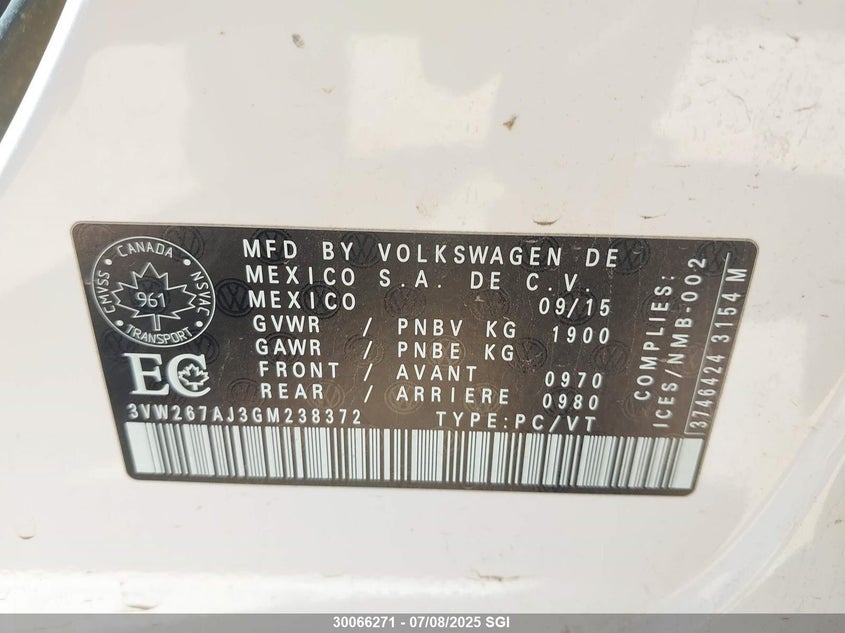 CANADA
CMVSS
NSVAC
961
TRANSPORT
MFD BY VOLKSWAGEN DE
MEXICO S.A. DE C.V.
MEXICO 09/15
GVWR / PNBV KG 1900
GAWR / PNBE KG
FRONT / AVANT 0970
REAR / ARRIERE 0980
EC
3VW267AJ3GM238372 TYPE:PC/VT
COMPLIES:
ICES/NMB-002
3746424 3154 M
30066271 - 07/08/2025 SGI